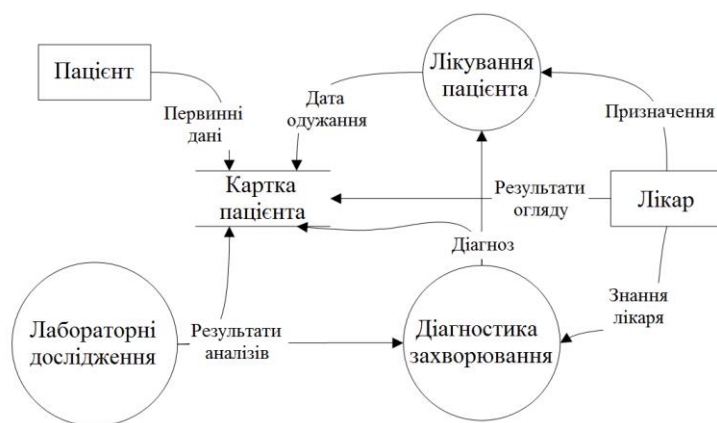 Пацієнт
Лікування
пацієнта
Дата
одужання
Призначення
Первинні
дані
Картка
пацієнта
Результати
огляду
Лікар
Діагноз
Знання
лікаря
Лабораторні
дослідження
Результати
аналізів
Діагностика
захворювання